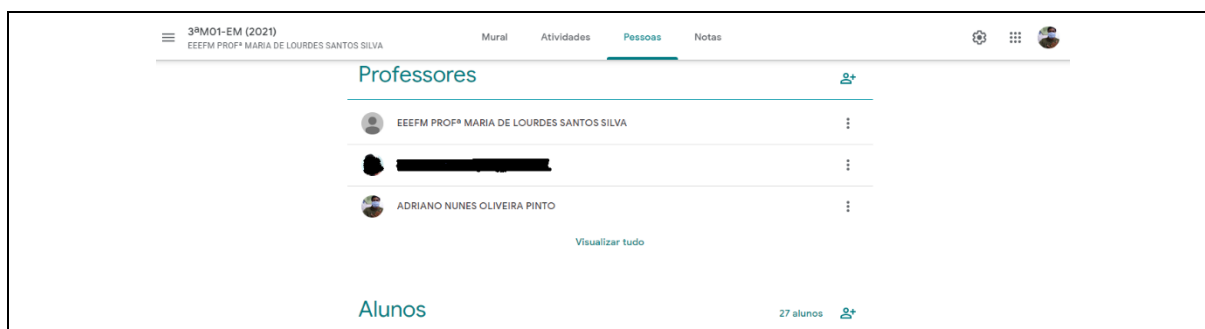 3ªM01-EM (2021)
EEEFM PROFª MARIA DE LOURDES SANTOS SILVA
Mural Atividades Pessoas Notas
Professores
EEEFM PROFª MARIA DE LOURDES SANTOS SILVA
ADRIANO NUNES OLIVEIRA PINTO
Visualizar tudo
Alunos
27 alunos